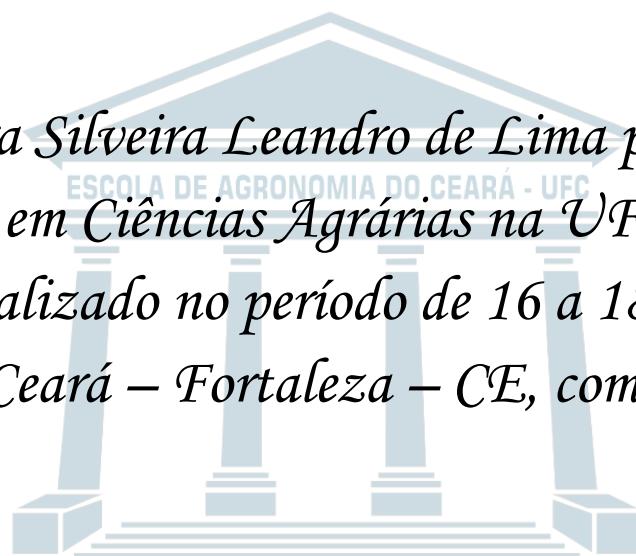 a Silveira Leandro de Lima p
ESCOLA DE AGRONOMIA DO CEARÁ - UFC
em Ciências Agrárias na UF
alizado no período de 16 a 18
Ceará – Fortaleza – CE, com